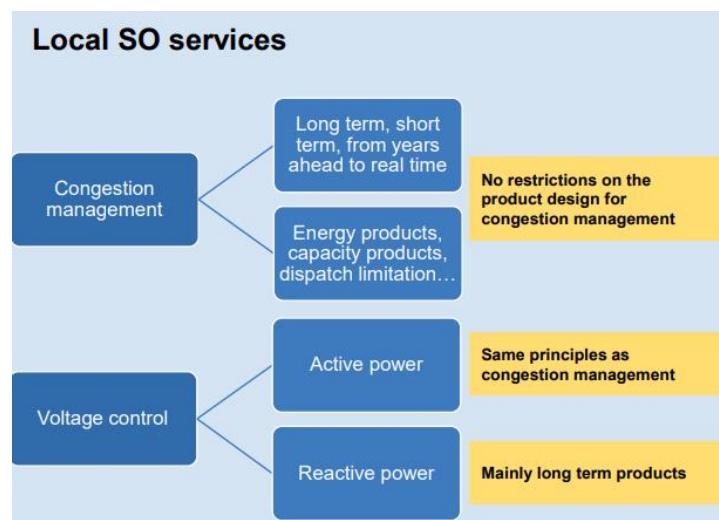 Local SO services
Long term, short
term, from years
ahead to real time
Congestion
management
No restrictions on the
product design for
congestion management
Energy products,
capacity products,
dispatch limitation…
Voltage control
Active power
Same principles as
congestion management
Reactive power
Mainly long term products